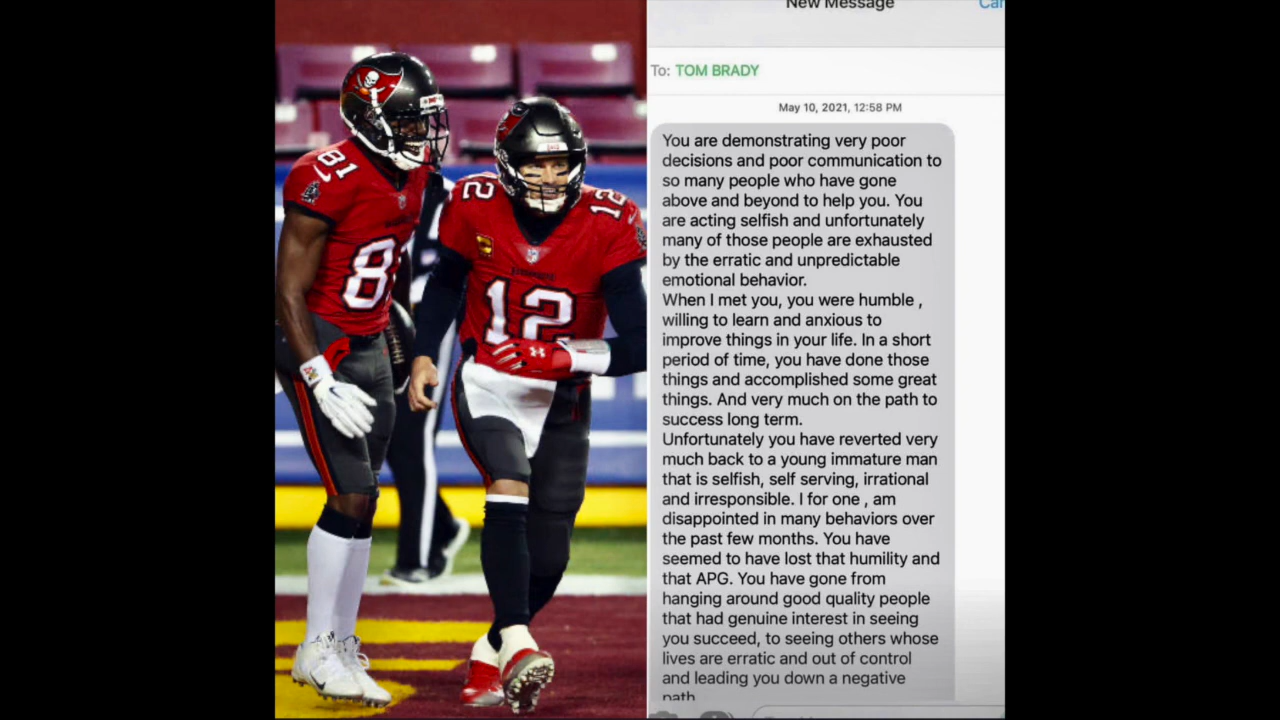 81
81
12
12
12
New Message
To: TOM BRADY
May 10, 2021, 12:58 PM
You are demonstrating very poor
decisions and poor communication to
so many people who have gone
above and beyond to help you. You
are acting selfish and unfortunately
many of those people are exhausted
by the erratic and unpredictable
emotional behavior.
When I met you, you were humble ,
willing to learn and anxious to
improve things in your life. In a short
period of time, you have done those
things and accomplished some great
things. And very much on the path to
success long term.
Unfortunately you have reverted very
much back to a young immature man
that is selfish, self serving, irrational
and irresponsible. I for one , am
disappointed in many behaviors over
the past few months. You have
seemed to have lost that humility and
that APG. You have gone from
hanging around good quality people
that had genuine interest in seeing
you succeed, to seeing others whose
lives are erratic and out of control
and leading you down a negative
path